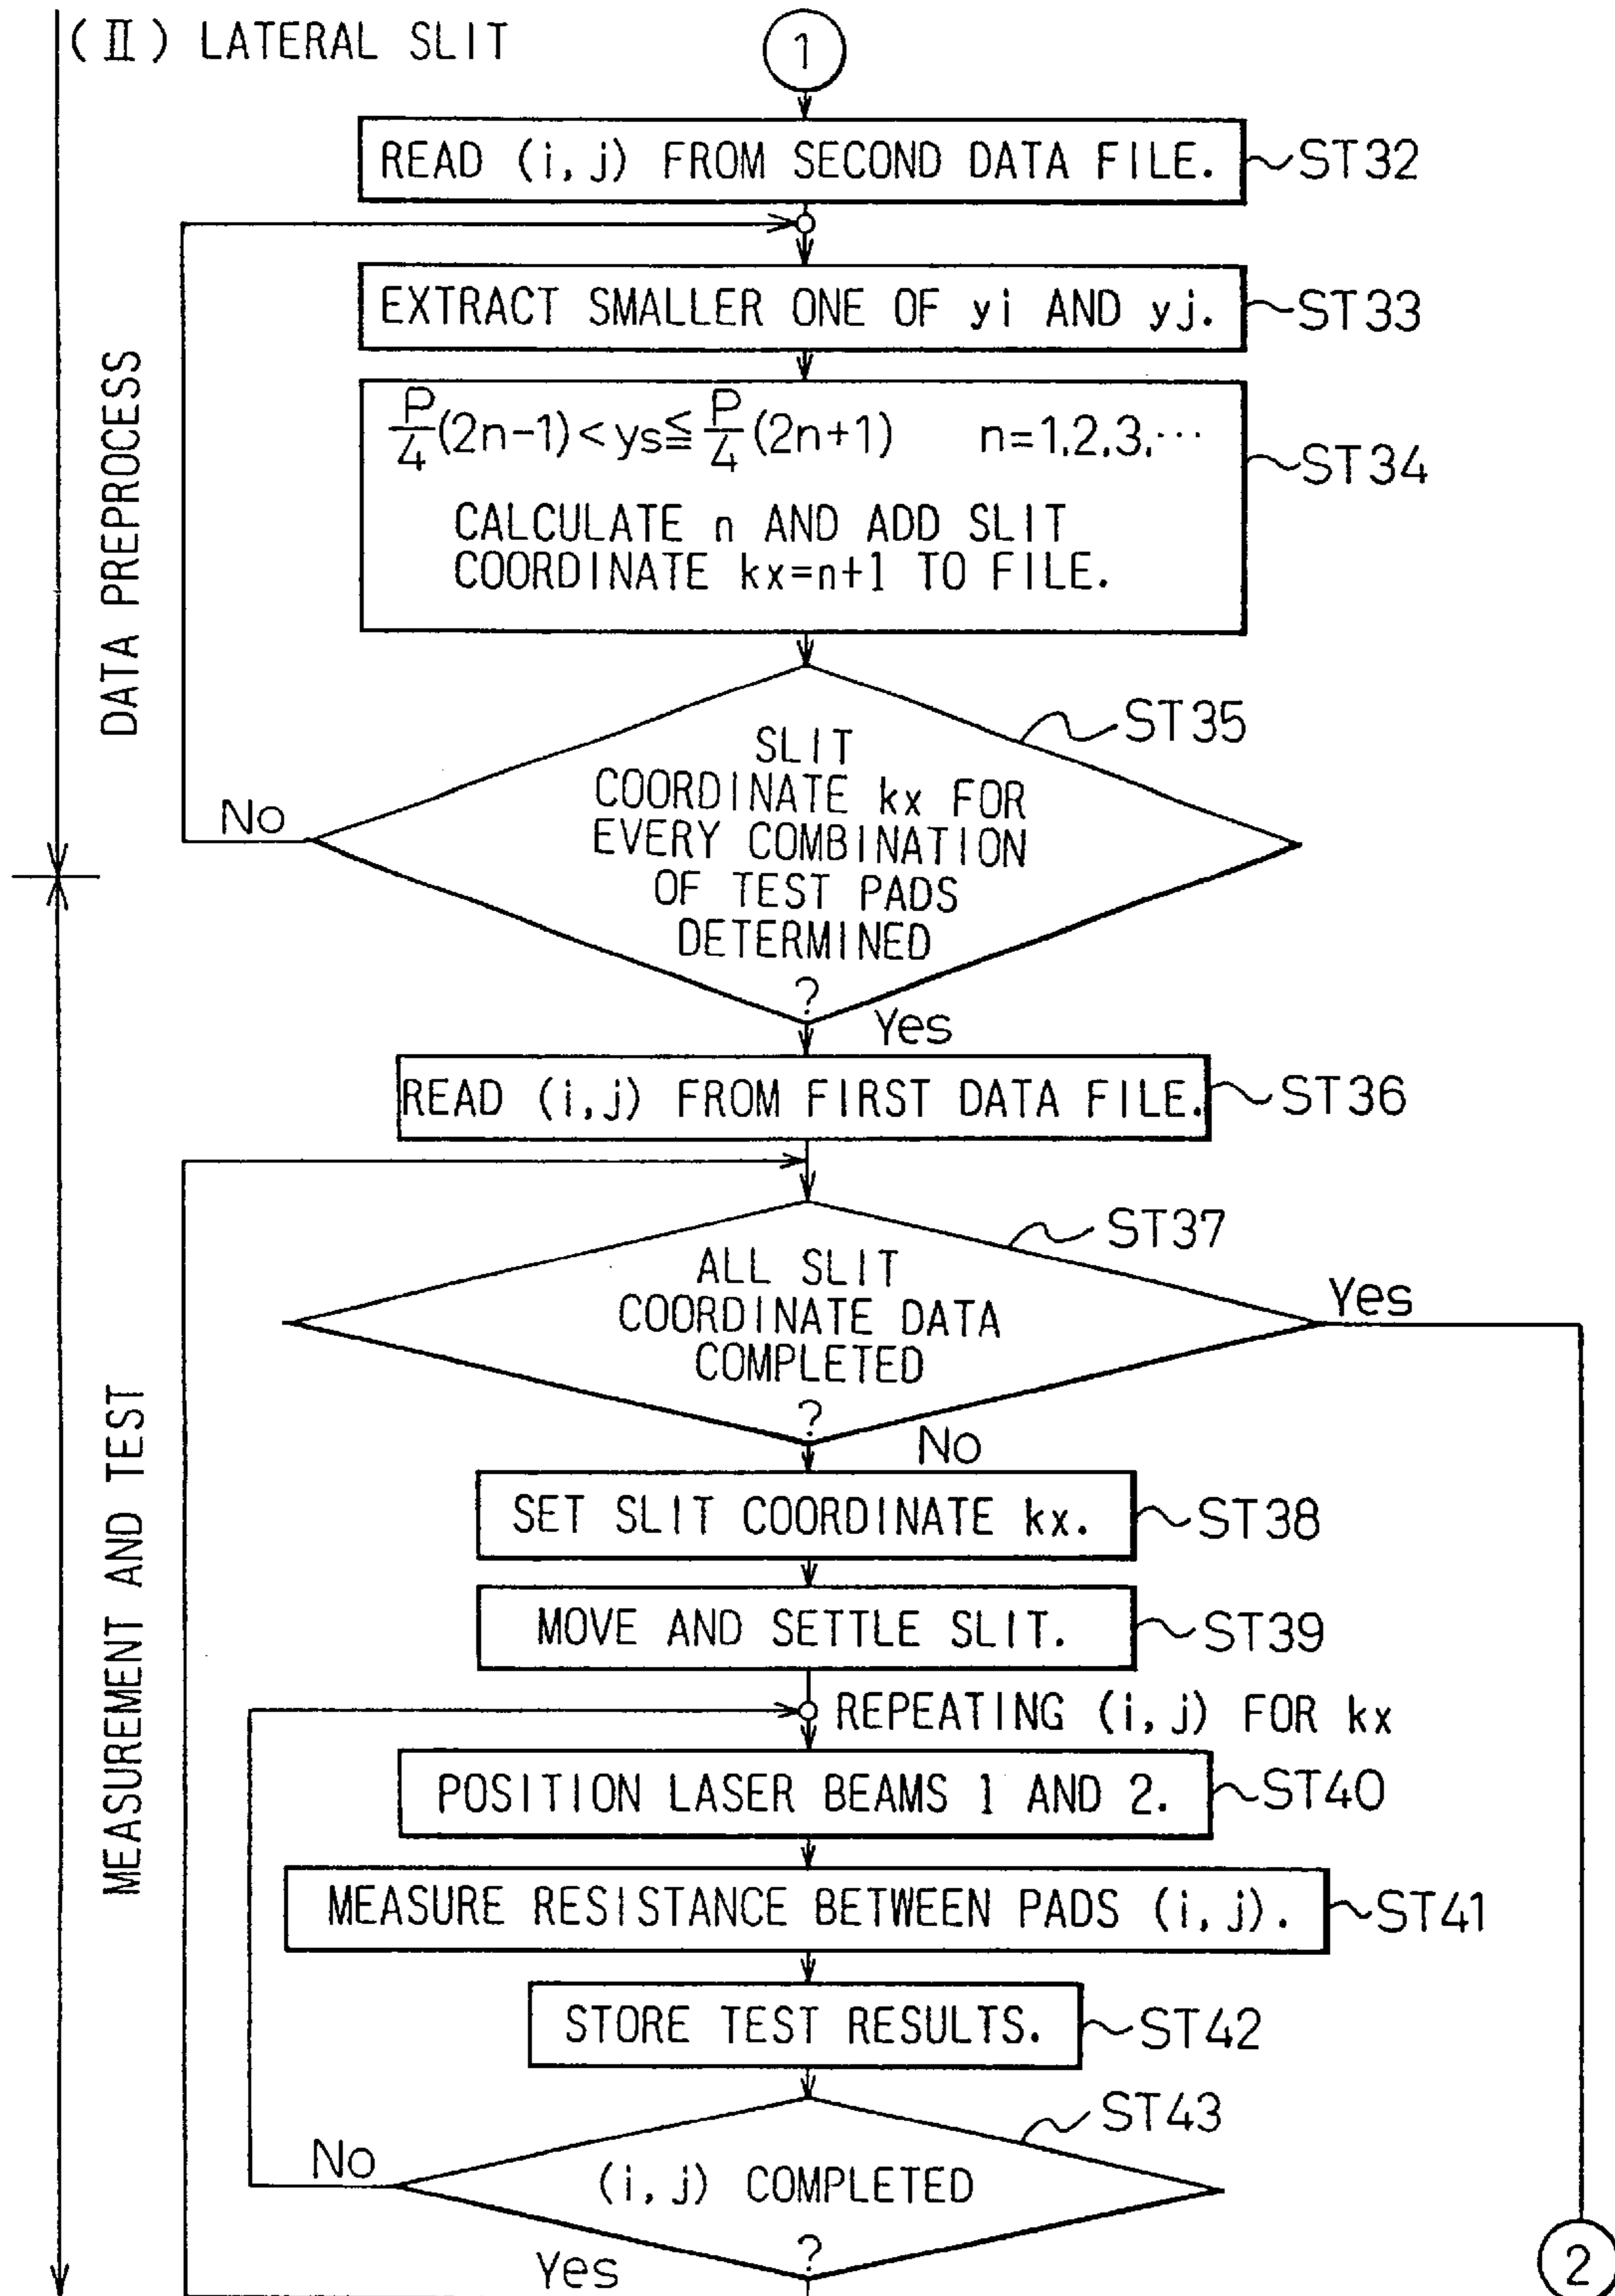 (Ⅱ) LATERAL SLIT
1
READ (i,j) FROM SECOND DATA FILE.
ST32
EXTRACT SMALLER ONE OF yi AND yj.
ST33
P/4(2n-1)<ys≦P/4(2n+1) n=1,2,3,···
CALCULATE n AND ADD SLIT
COORDINATE kx=n+1 TO FILE.
ST34
DATA PREPROCESS
ST35
SLIT
COORDINATE kx FOR
EVERY COMBINATION
OF TEST PADS
DETERMINED
?
No
Yes
READ (i,j) FROM FIRST DATA FILE.
ST36
ST37
ALL SLIT
COORDINATE DATA
COMPLETED
?
Yes
No
SET SLIT COORDINATE kx.
ST38
MOVE AND SETTLE SLIT.
ST39
MEASUREMENT AND TEST
REPEATING (i,j) FOR kx
POSITION LASER BEAMS 1 AND 2.
ST40
MEASURE RESISTANCE BETWEEN PADS (i,j).
ST41
STORE TEST RESULTS.
ST42
ST43
No
(i,j) COMPLETED
?
Yes
2